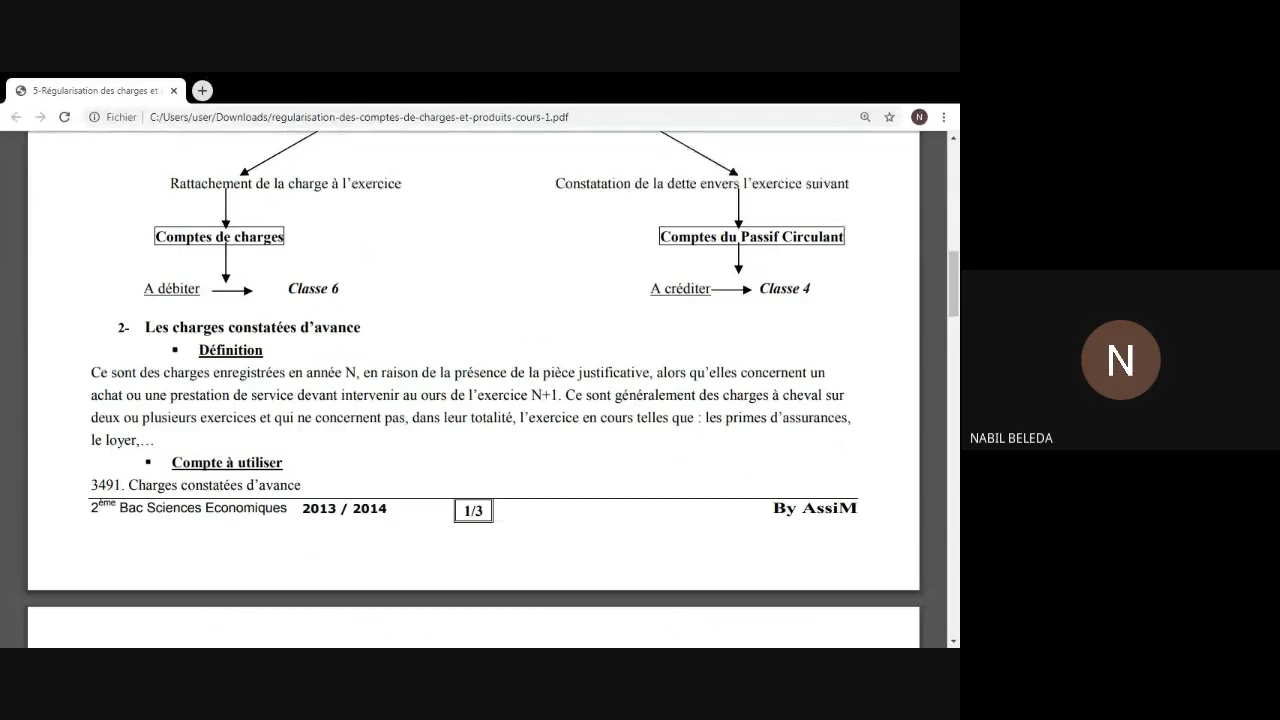 5-Régularisation des charges et
Fichier C:/Users/user/Downloads/regularisation-des-comptes-de-charges-et-produits-cours-1.pdf
N
Rattachement de la charge à l'exercice Constatation de la dette envers l'exercice suivant
Comptes de charges Comptes du Passif Circulant
A débiter Classe 6 A créditer Classe 4
2- Les charges constatées d'avance
▪ Définition
Ce sont des charges enregistrées en année N, en raison de la présence de la pièce justificative, alors qu'elles concernent un
achat ou une prestation de service devant intervenir au ours de l'exercice N+1. Ce sont généralement des charges à cheval sur
deux ou plusieurs exercices et qui ne concernent pas, dans leur totalité, l'exercice en cours telles que : les primes d'assurances,
le loyer,…
▪ Compte à utiliser
3491. Charges constatées d'avance
2ème Bac Sciences Economiques 2013 / 2014 1/3 By AssiM
N
NABIL BELEDA